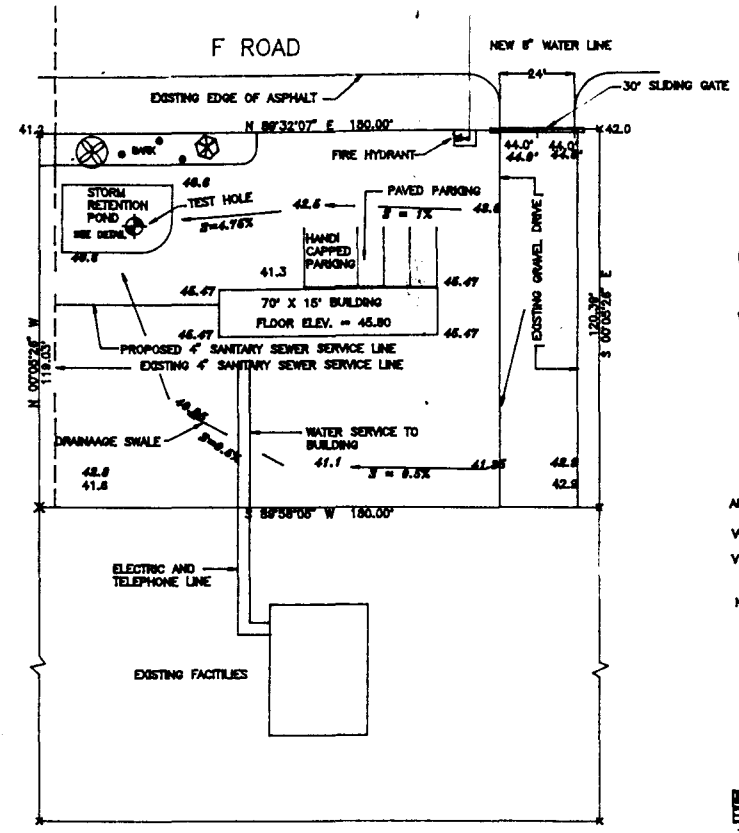 F ROAD
NEW 8" WATER LINE
24'
30' SLIDING GATE
EXISTING EDGE OF ASPHALT
N 89'32'07" E 180.00'
41.2
42.0
BARK
FIRE HYDRANT
44.0' 44.0'
STORM
RETENTION
POND
SEE DETAIL
TEST HOLE
PAVED PARKING
42.5
S=4.75%
S = 1%
HANDI
CAPPED
PARKING
41.3
45.47
45.47
70' X 15' BUILDING
FLOOR ELEV. = 45.80
45.47
45.47
EXISTING GRAVEL DRIVE
120.39'
S 00'05'26" E
N 00'05'26" W
119.03'
PROPOSED 4" SANITARY SEWER SERVICE LINE
EXISTING 4" SANITARY SEWER SERVICE LINE
DRAINAAGE SWALE
WATER SERVICE TO
BUILDING
41.1
S = 0.5%
42.9
41.6
S 89'58'06" W 180.00'
ELECTRIC AND
TELEPHONE LINE
EXISTING FACITILIES